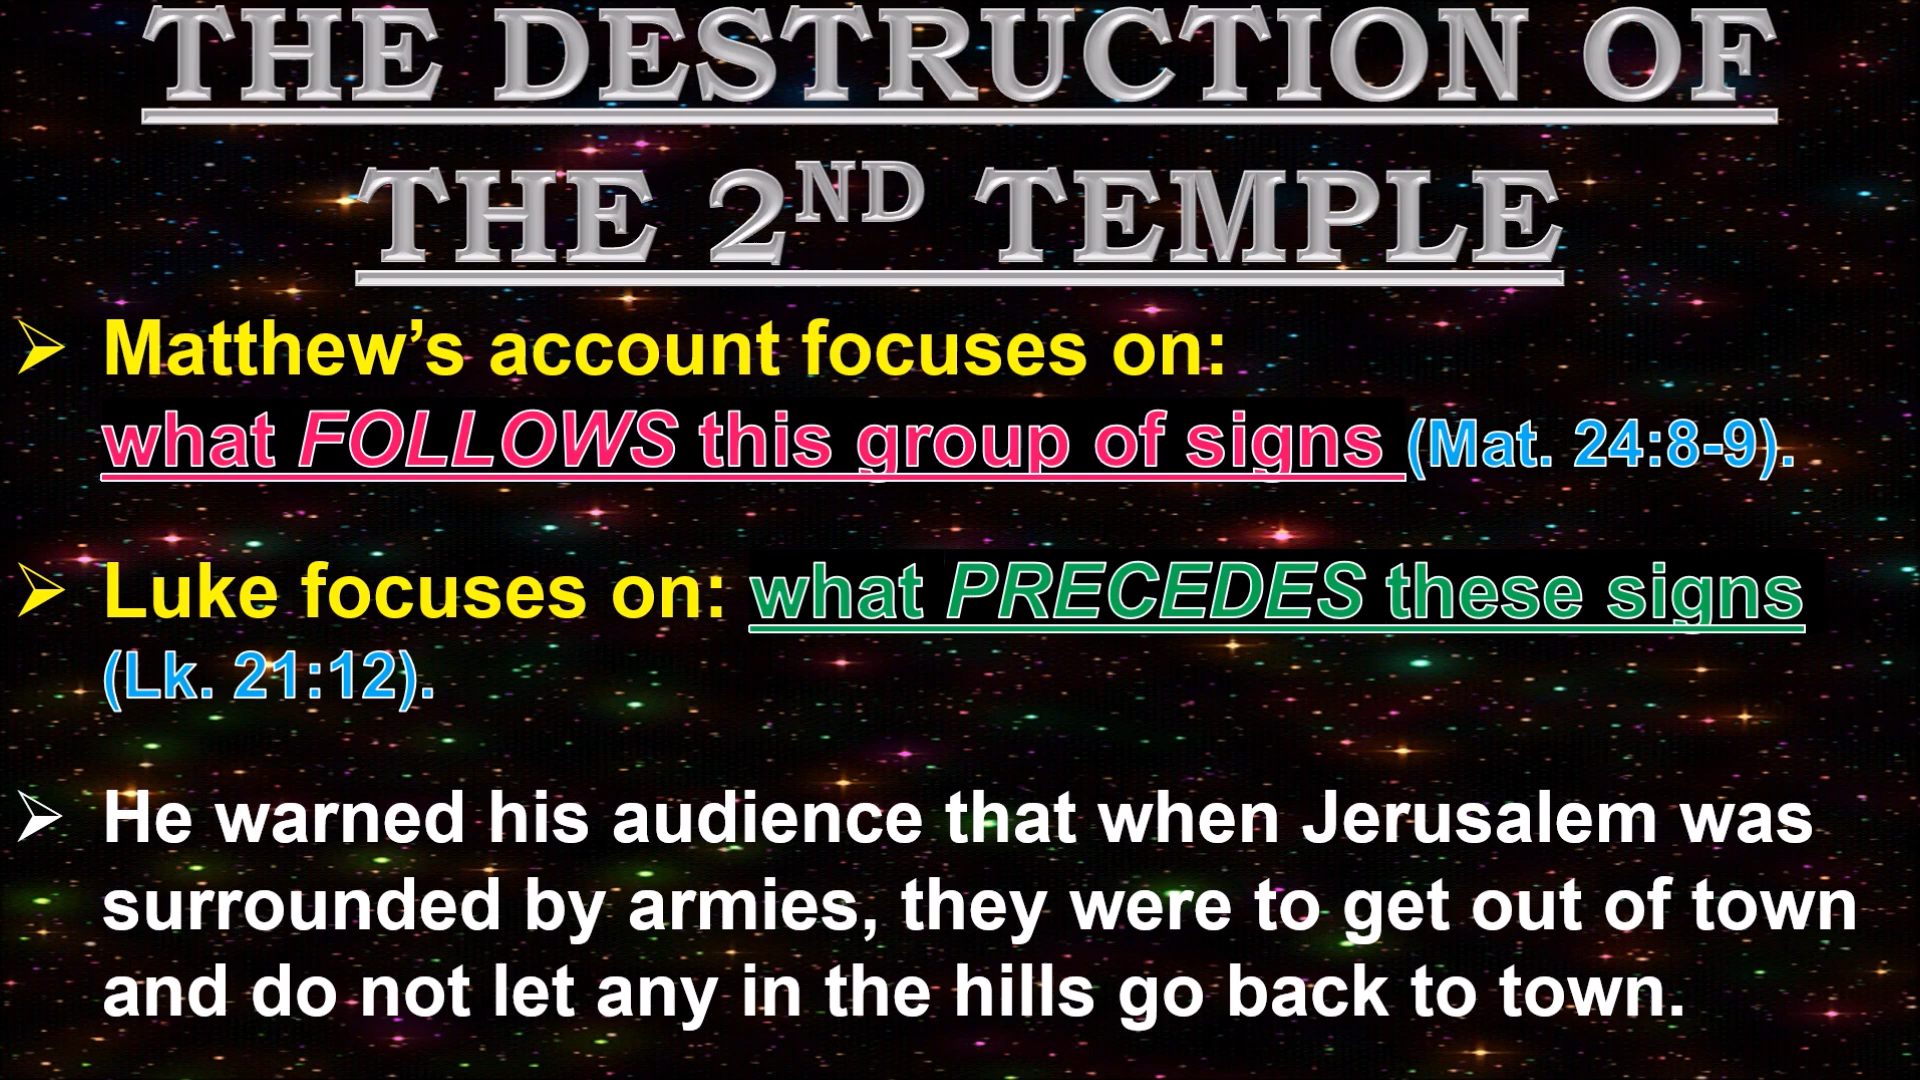 THE DESTRUCTION OF
THE 2ND TEMPLE
➢ Matthew’s account focuses on:
what FOLLOWS this group of signs (Mat. 24:8-9).
➢ Luke focuses on: what PRECEDES these signs
(Lk. 21:12).
➢ He warned his audience that when Jerusalem was
surrounded by armies, they were to get out of town
and do not let any in the hills go back to town.